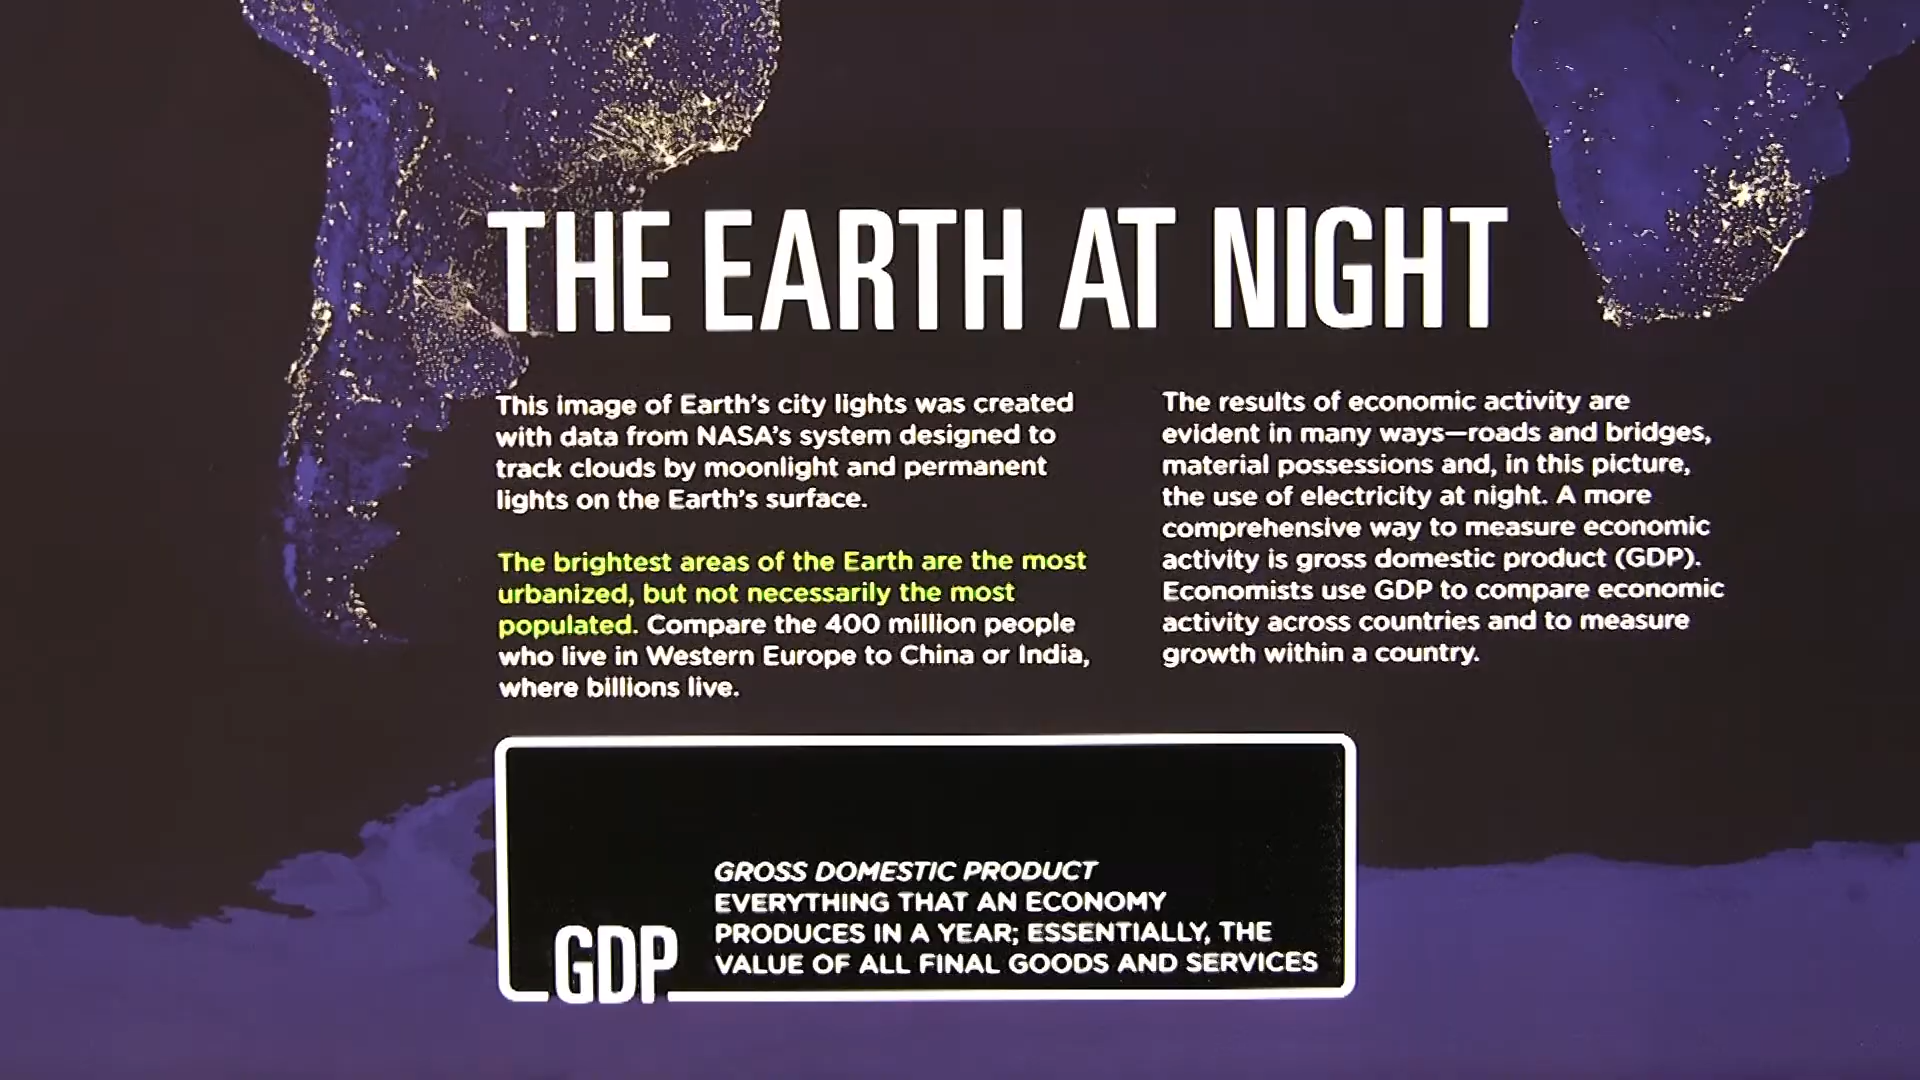 THE EARTH AT NIGHT
This image of Earth's city lights was created
with data from NASA's system designed to
track clouds by moonlight and permanent
lights on the Earth's surface.
The brightest areas of the Earth are the most
urbanized, but not necessarily the most
populated. Compare the 400 million people
who live in Western Europe to China or India,
where billions live.
The results of economic activity are
evident in many ways—roads and bridges,
material possessions and, in this picture,
the use of electricity at night. A more
comprehensive way to measure economic
activity is gross domestic product (GDP).
Economists use GDP to compare economic
activity across countries and to measure
growth within a country.
GDP
GROSS DOMESTIC PRODUCT
EVERYTHING THAT AN ECONOMY
PRODUCES IN A YEAR; ESSENTIALLY, THE
VALUE OF ALL FINAL GOODS AND SERVICES